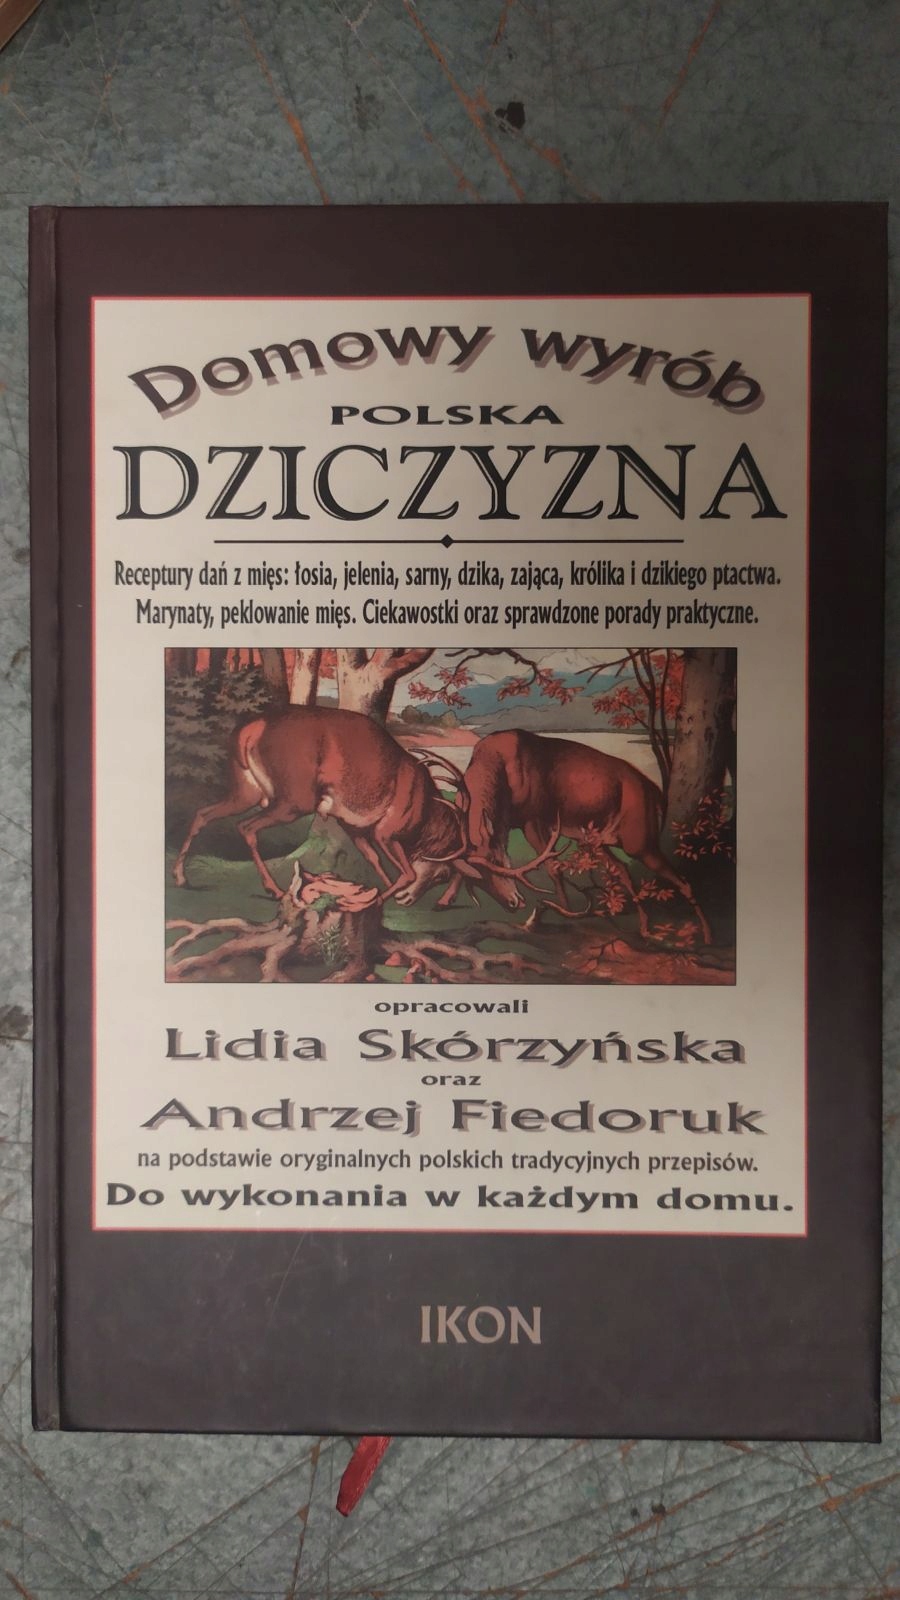 Domowy wyrób
POLSKA
DZICZYZNA
Receptury dań z mięs: łosia, jelenia, sarny, dzika, zająca, królika i dzikiego ptactwa.
Marynaty, peklowanie mięs. Ciekawostki oraz sprawdzone porady praktyczne.
opracowali
Lidia Skórzyńska
oraz
Andrzej Fiedoruk
na podstawie oryginalnych polskich tradycyjnych przepisów.
Do wykonania w każdym domu.
IKON